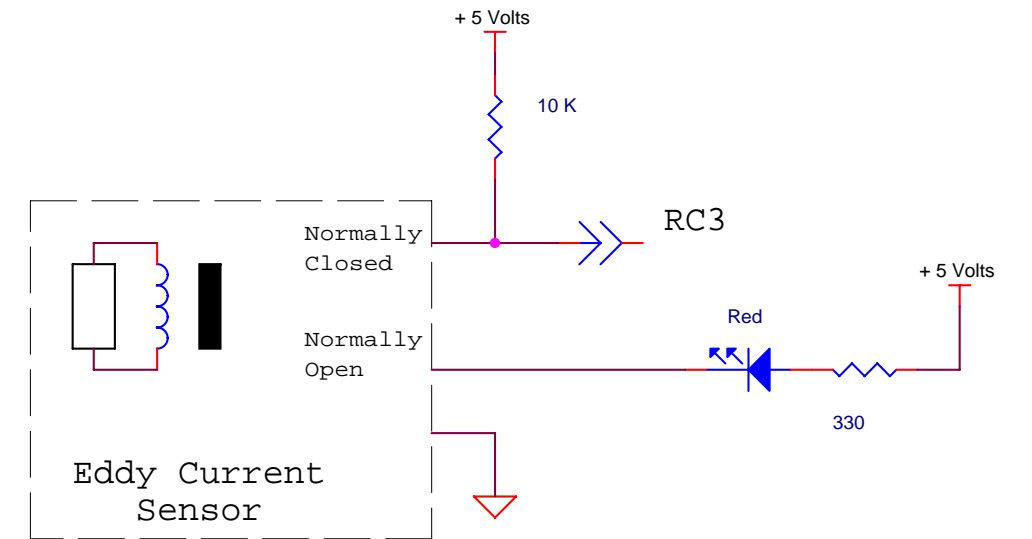 + 5 Volts
10 K
Normally
Closed
RC3
+ 5 Volts
Red
Normally
Open
330
Eddy Current
Sensor